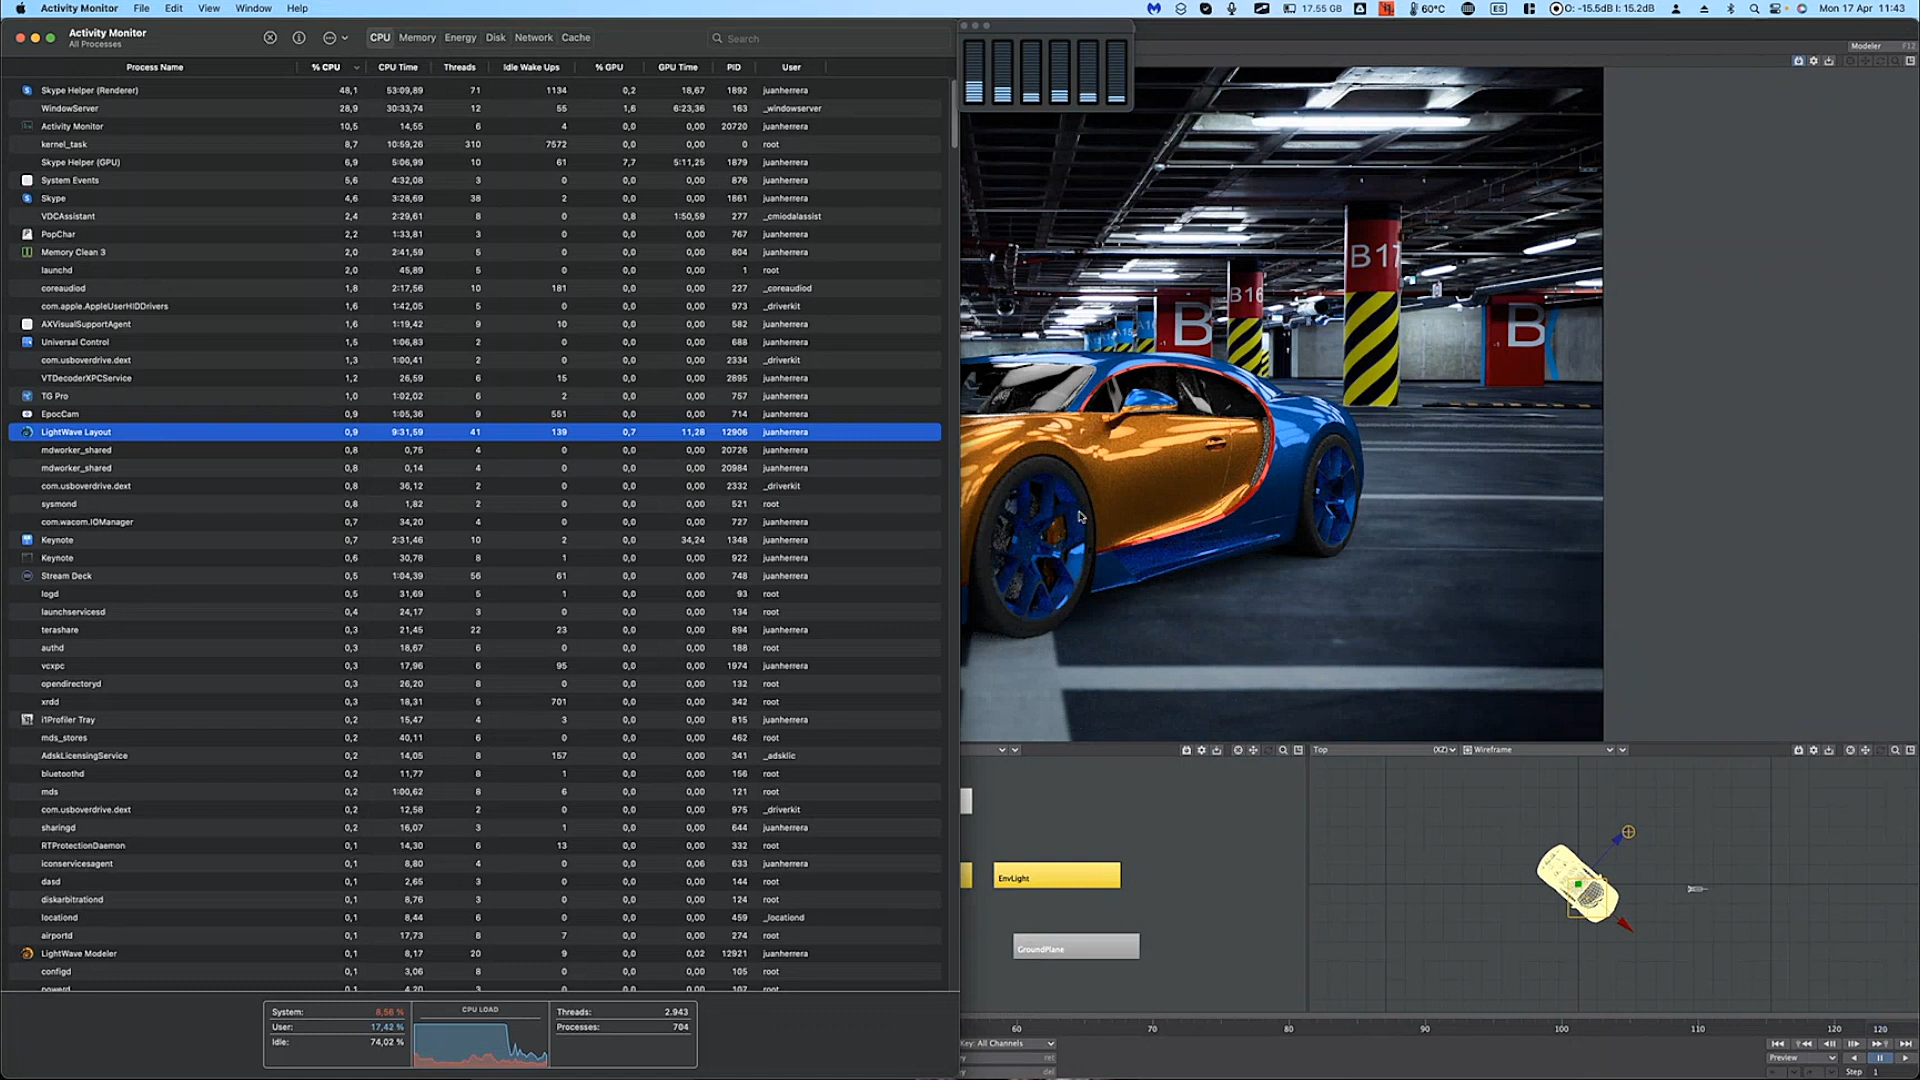 Activity Monitor File Edit View Window Help 17.55 GB 60°C ES O: -15.5dB I: 15.2dB Mon 17 Apr 11:43
Activity Monitor
All Processes
CPU Memory Energy Disk Network Cache Search
Process Name % CPU CPU Time Threads Idle Wake Ups % GPU GPU Time PID User
Skype Helper (Renderer) 48,1 53:09,89 71 1134 0,2 18,67 1892 juanherrera
WindowServer 28,9 30:33,74 12 55 1,6 6:23,36 163 _windowserver
Activity Monitor 10,5 14,55 6 4 0,0 0,00 20720 juanherrera
kernel_task 8,7 10:59,26 310 7572 0,0 0,00 0 root
Skype Helper (GPU) 6,9 5:06,99 10 61 7,7 5:11,25 1879 juanherrera
System Events 5,6 4:32,08 3 0 0,0 0,00 876 juanherrera
Skype 4,6 3:28,69 38 2 0,0 0,00 1861 juanherrera
VDCAssistant 2,4 2:29,61 8 0 0,8 1:50,59 277 _cmiodalassist
PopChar 2,2 1:33,81 3 0 0,0 0,00 767 juanherrera
Memory Clean 3 2,0 2:41,59 5 0 0,0 0,00 804 juanherrera
launchd 2,0 45,89 5 0 0,0 0,00 1 root
coreaudiod 1,8 2:17,56 10 181 0,0 0,00 227 _coreaudiod
com.apple.AppleUserHIDDrivers 1,6 1:42,05 5 0 0,0 0,00 973 _driverkit
AXVisualSupportAgent 1,6 1:19,42 9 10 0,0 0,00 582 juanherrera
Universal Control 1,5 1:06,83 2 0 0,0 0,00 688 juanherrera
com.usboverdrive.dext 1,3 1:00,41 2 0 0,0 0,00 2334 _driverkit
VTDecoderXPCService 1,2 26,59 6 15 0,0 0,00 2895 juanherrera
TG Pro 1,0 1:02,02 6 2 0,0 0,00 757 juanherrera
EpocCam 0,9 1:05,36 9 551 0,0 0,00 714 juanherrera
LightWave Layout 0,9 9:31,59 41 139 0,7 11,28 12906 juanherrera
mdworker_shared 0,8 0,75 4 0 0,0 0,00 20726 juanherrera
mdworker_shared 0,8 0,14 4 0 0,0 0,00 20984 juanherrera
com.usboverdrive.dext 0,8 36,12 2 0 0,0 0,00 2332 _driverkit
sysmond 0,8 1,82 2 0 0,0 0,00 521 root
com.wacom.IOManager 0,7 34,20 4 0 0,0 0,00 727 juanherrera
Keynote 0,7 2:31,46 10 2 0,0 34,24 1348 juanherrera
Keynote 0,6 30,78 8 1 0,0 0,00 922 juanherrera
Stream Deck 0,5 1:04,39 56 61 0,0 0,00 748 juanherrera
logd 0,5 31,69 5 1 0,0 0,00 93 root
launchservicesd 0,4 24,17 3 0 0,0 0,00 134 root
terashare 0,3 21,45 22 23 0,0 0,00 894 juanherrera
authd 0,3 18,67 6 0 0,0 0,00 188 root
vcxpc 0,3 17,96 6 95 0,0 0,00 1974 juanherrera
opendirectoryd 0,3 26,20 8 0 0,0 0,00 132 root
xrdd 0,3 18,31 5 701 0,0 0,00 342 root
i1Profiler Tray 0,2 15,47 4 3 0,0 0,00 815 juanherrera
mds_stores 0,2 40,11 6 0 0,0 0,00 462 root
AdskLicensingService 0,2 14,05 8 157 0,0 0,00 341 _adsklic
bluetoothd 0,2 11,77 8 1 0,0 0,00 156 root
mds 0,2 1:00,62 8 6 0,0 0,00 121 root
com.usboverdrive.dext 0,2 12,58 2 0 0,0 0,00 975 _driverkit
sharingd 0,2 16,07 3 1 0,0 0,00 644 juanherrera
RTProtectionDaemon 0,1 14,30 6 13 0,0 0,00 332 root
iconservicesagent 0,1 8,80 4 0 0,0 0,06 633 juanherrera
dasd 0,1 2,65 3 0 0,0 0,00 144 root
diskarbitrationd 0,1 8,76 3 0 0,0 0,00 124 root
locationd 0,1 8,44 6 0 0,0 0,00 459 _locationd
airportd 0,1 17,73 8 7 0,0 0,00 274 root
LightWave Modeler 0,1 8,17 20 9 0,0 0,02 12921 juanherrera
configd 0,1 3,06 8 0 0,0 0,00 105 root
powerd 0,1 4,20 3 0 0,0 0,00 107 root
System: 8,56 %
User: 17,42 %
Idle: 74,02 %
CPU LOAD
Threads: 2.943
Processes: 704
Modeler F12
B17
B16
B
B
A16
A15
Top (XZ) Wireframe
EnvLight
GroundPlane
60 70 80 90 100 110 120 120
Key: All Channels
ret
del
Preview
Step 1